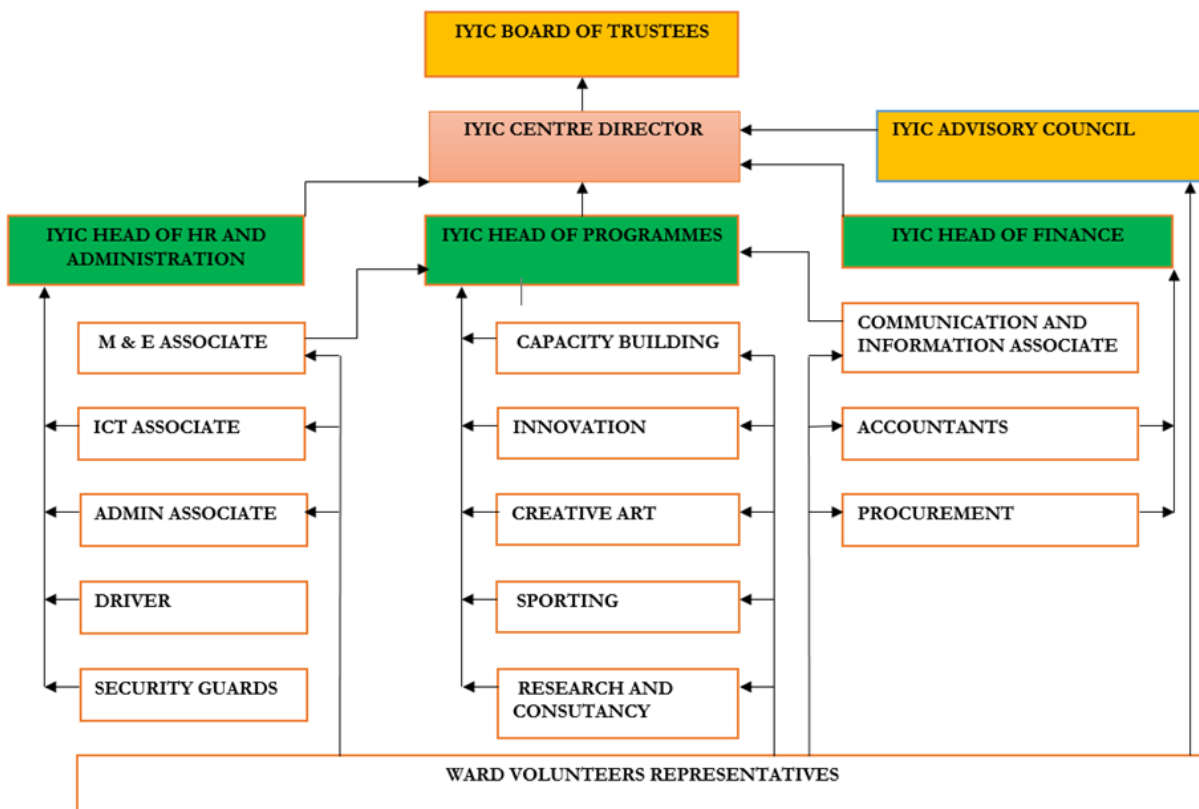 IYIC BOARD OF TRUSTEES
IYIC CENTRE DIRECTOR
IYIC ADVISORY COUNCIL
IYIC HEAD OF HR AND
ADMINISTRATION
IYIC HEAD OF PROGRAMMES
IYIC HEAD OF FINANCE
M & E ASSOCIATE
CAPACITY BUILDING
COMMUNICATION AND
INFORMATION ASSOCIATE
ICT ASSOCIATE
INNOVATION
ACCOUNTANTS
ADMIN ASSOCIATE
CREATIVE ART
PROCUREMENT
DRIVER
SPORTING
SECURITY GUARDS
RESEARCH AND
CONSUTANCY
WARD VOLUNTEERS REPRESENTATIVES